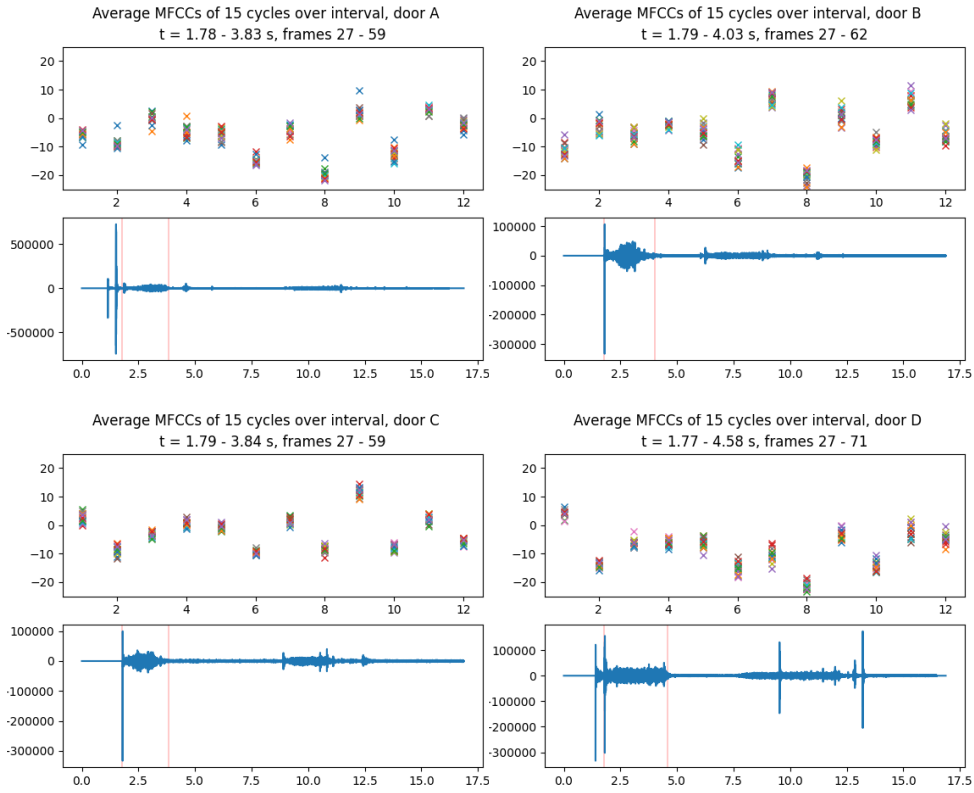 Average MFCCs of 15 cycles over interval, door A
t = 1.78 - 3.83 s, frames 27 - 59
20
10
0
-10
-20
2 4 6 8 10 12
500000
0
-500000
0.0 2.5 5.0 7.5 10.0 12.5 15.0 17.5
Average MFCCs of 15 cycles over interval, door B
t = 1.79 - 4.03 s, frames 27 - 62
20
10
0
-10
-20
2 4 6 8 10 12
100000
0
-100000
-200000
-300000
0.0 2.5 5.0 7.5 10.0 12.5 15.0 17.5
Average MFCCs of 15 cycles over interval, door C
t = 1.79 - 3.84 s, frames 27 - 59
20
10
0
-10
-20
2 4 6 8 10 12
100000
0
-100000
-200000
-300000
0.0 2.5 5.0 7.5 10.0 12.5 15.0 17.5
Average MFCCs of 15 cycles over interval, door D
t = 1.77 - 4.58 s, frames 27 - 71
20
10
0
-10
-20
2 4 6 8 10 12
100000
0
-100000
-200000
-300000
0.0 2.5 5.0 7.5 10.0 12.5 15.0 17.5